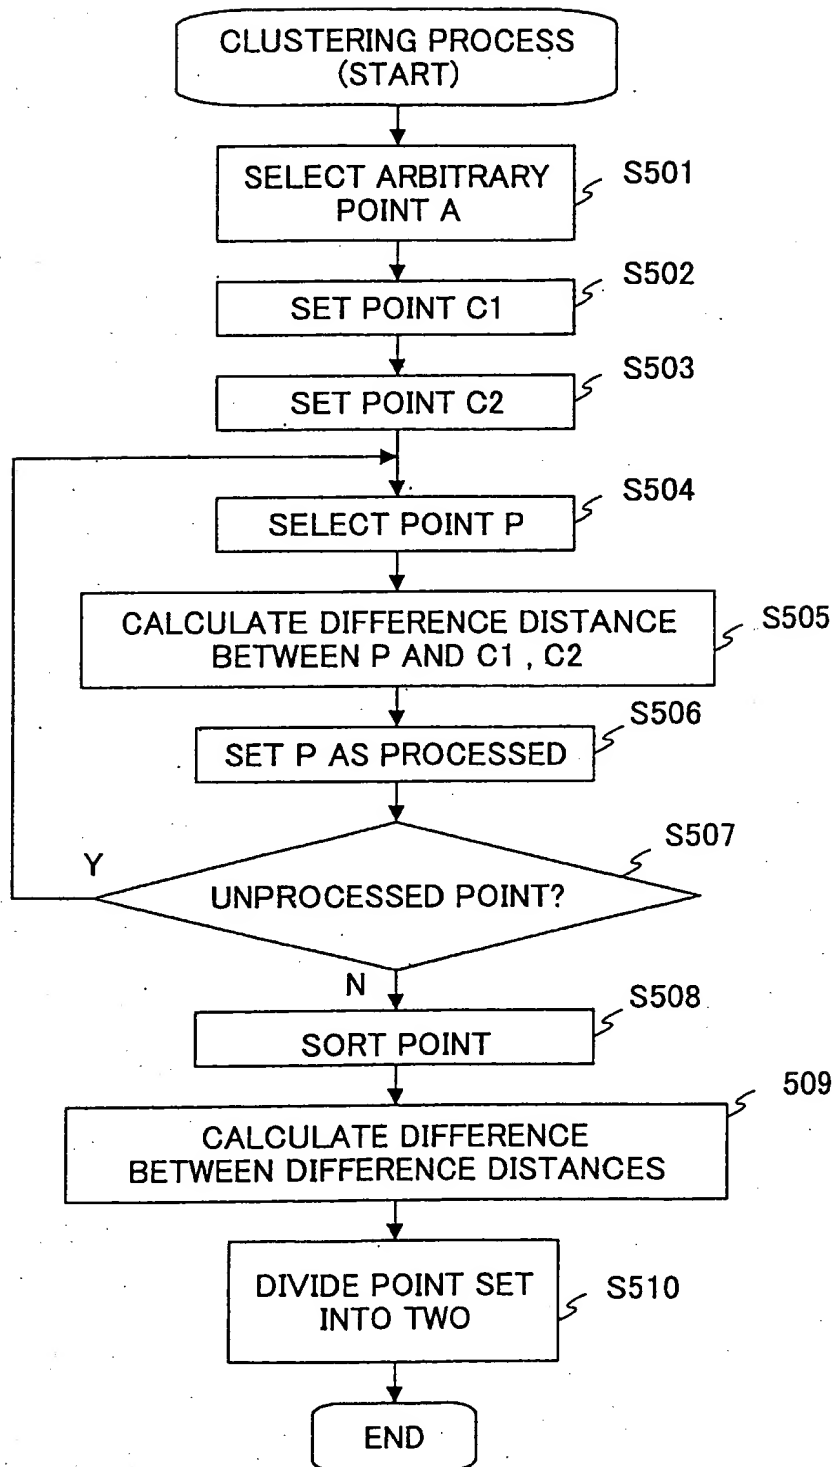 CLUSTERING PROCESS
(START)
SELECT ARBITRARY
POINT A
S501
SET POINT C1
S502
SET POINT C2
S503
SELECT POINT P
S504
CALCULATE DIFFERENCE DISTANCE
BETWEEN P AND C1 , C2
S505
SET P AS PROCESSED
S506
UNPROCESSED POINT?
S507
Y
N
SORT POINT
S508
CALCULATE DIFFERENCE
BETWEEN DIFFERENCE DISTANCES
509
DIVIDE POINT SET
INTO TWO
S510
END